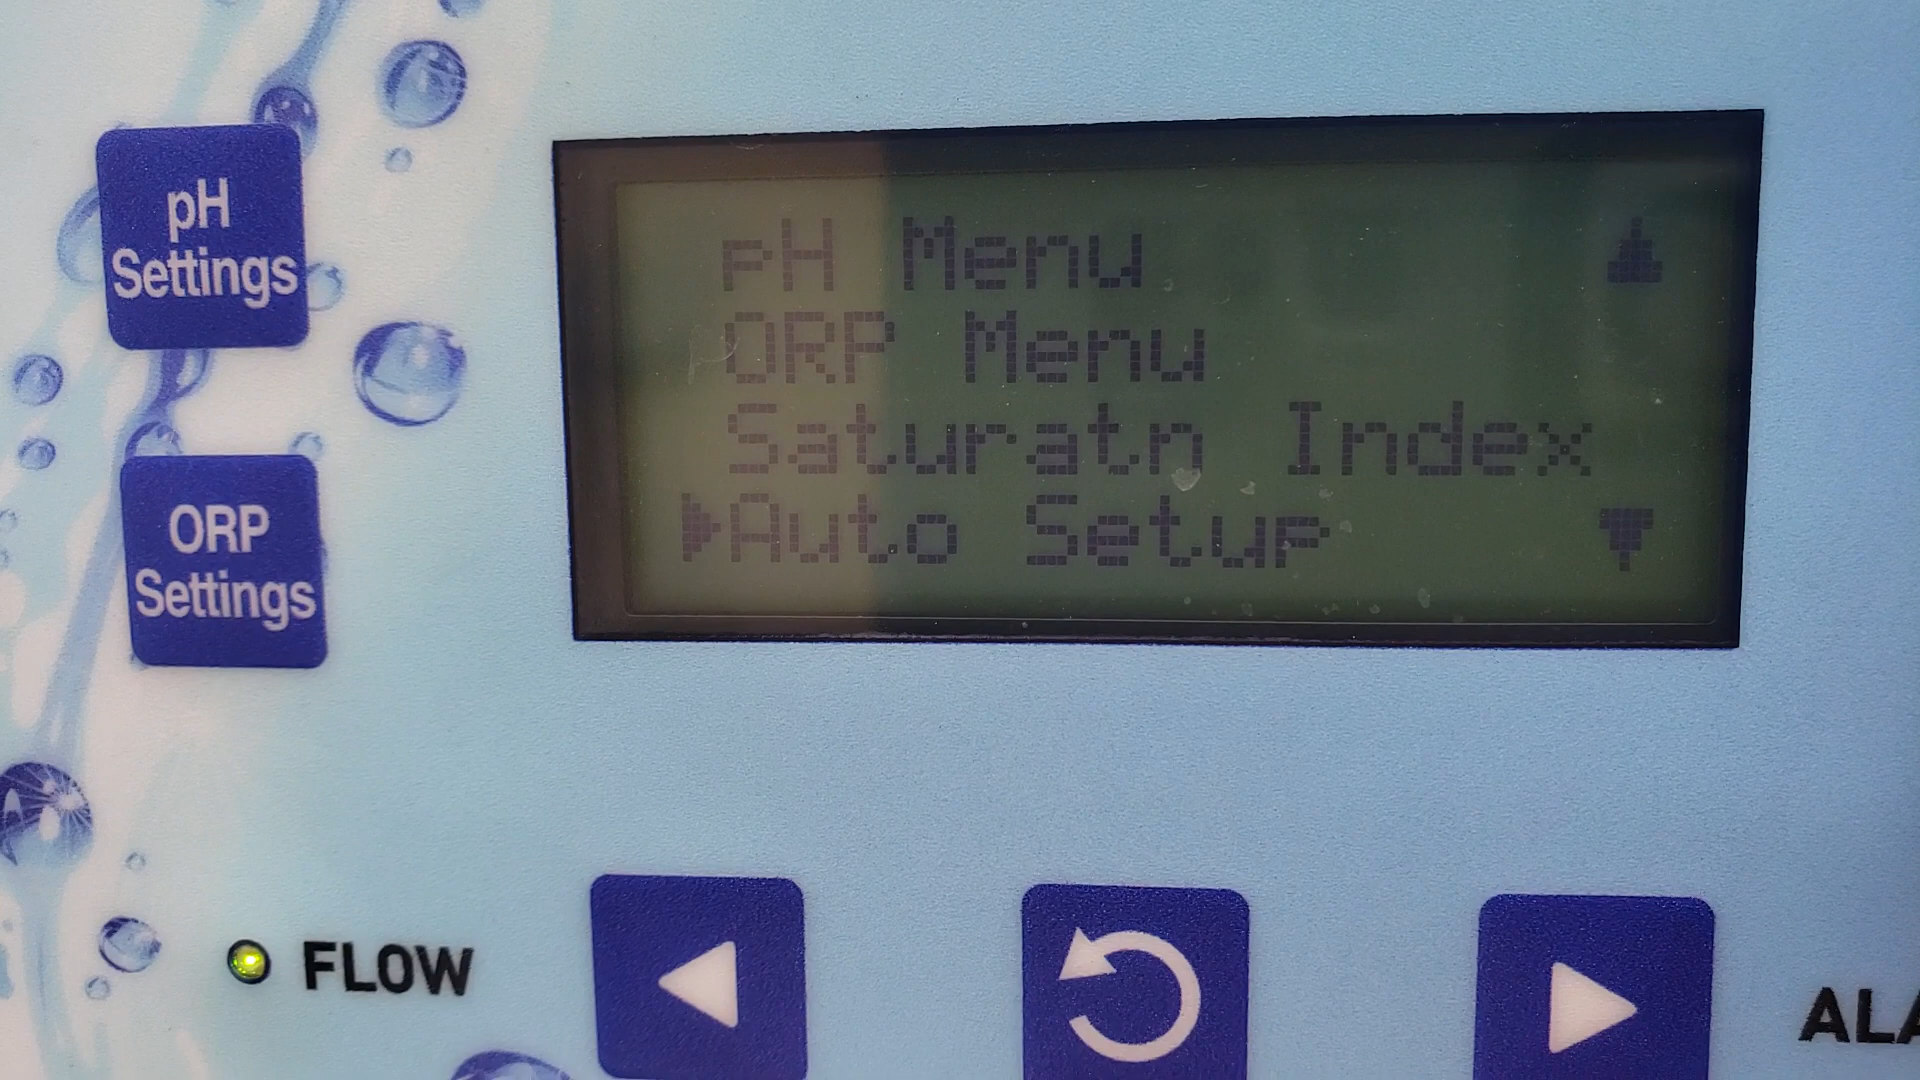 pH
Settings
pH Menu
ORP Menu
Saturatn Index
Auto Setup
ORP
Settings
FLOW